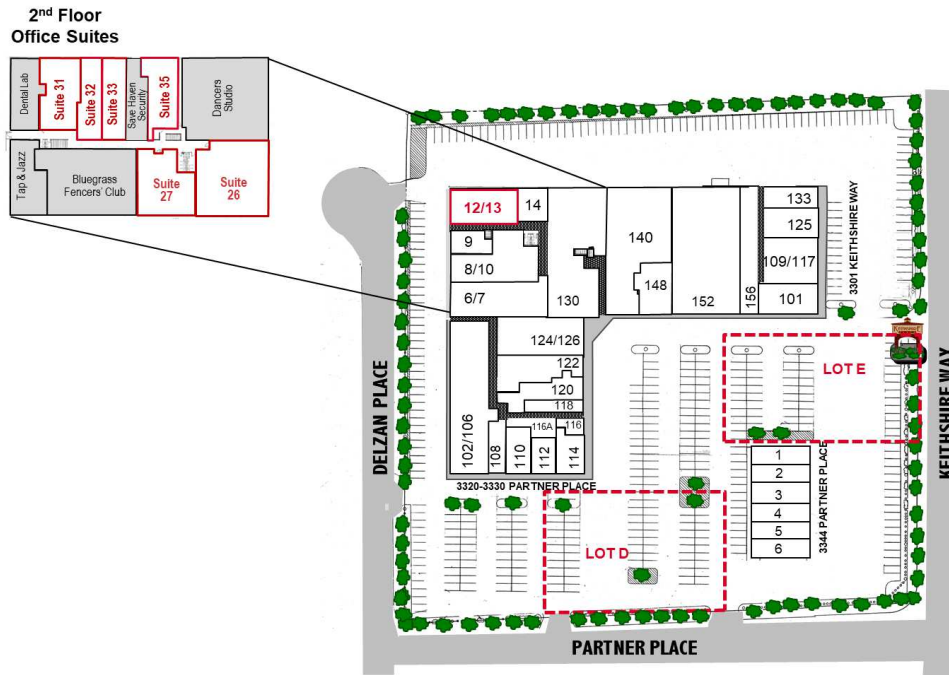 2nd Floor
Office Suites
Dental Lab
Suite 31
Suite 32
Suite 33
Save Haven
Security
Suite 35
Dancers
Studio
Tap & Jazz
Bluegrass
Fencers' Club
Suite
27
Suite
26
12/13
14
9
8/10
6/7
130
140
148
152
156
133
125
109/117
101
3301 KEITHSHIRE WAY
124/126
122
120
118
102/106
108
110
116A
112
116
114
3320-3330 PARTNER PLACE
LOT E
LOT D
1
2
3
4
5
6
3344 PARTNER PLACE
DELZAN PLACE
KEITHSHIRE WAY
PARTNER PLACE